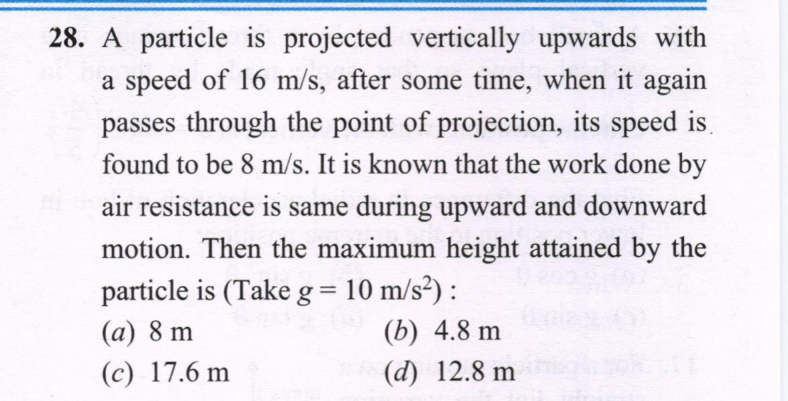 28. A particle is projected vertically upwards with
a speed of 16 m/s, after some time, when it again
passes through the point of projection, its speed is
found to be 8 m/s. It is known that the work done by
air resistance is same during upward and downward
motion. Then the maximum height attained by the
particle is (Take g = 10 m/s²) :
(a) 8 m (b) 4.8 m
(c) 17.6 m (d) 12.8 m